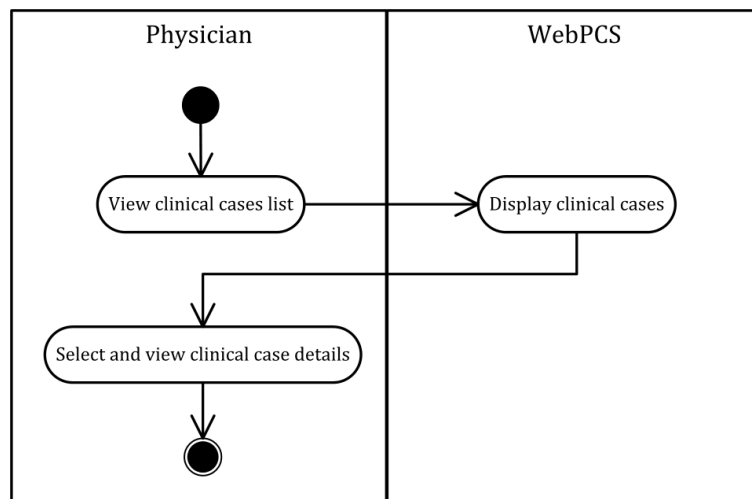 Physician
WebPCS
View clinical cases list
Display clinical cases
Select and view clinical case details